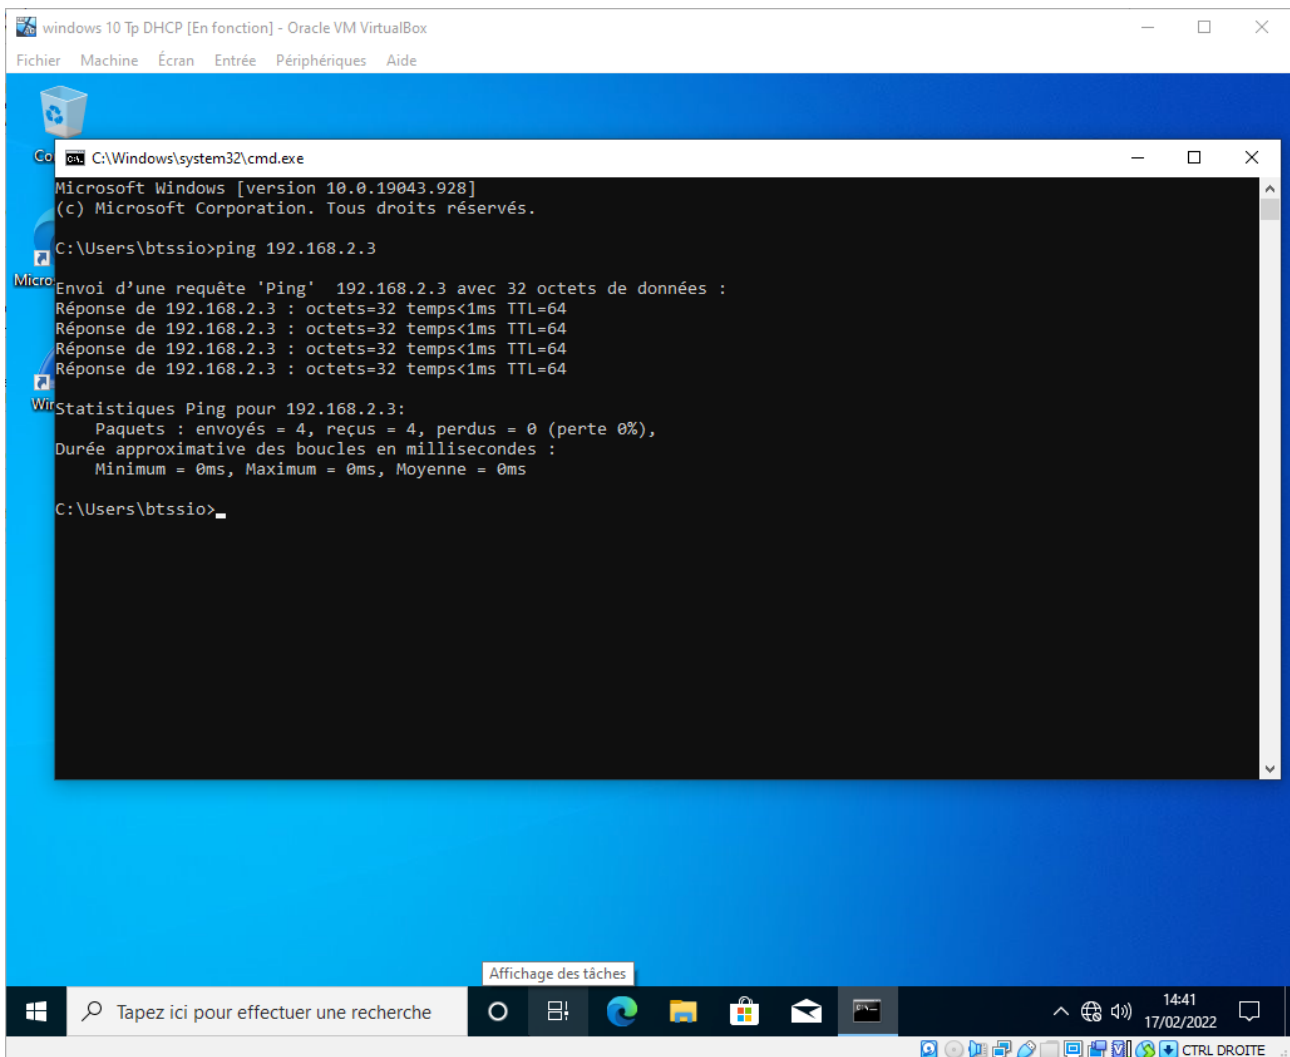 windows 10 Tp DHCP [En fonction] - Oracle VM VirtualBox
Fichier Machine Écran Entrée Périphériques Aide
C:\Windows\system32\cmd.exe
Microsoft Windows [version 10.0.19043.928]
(c) Microsoft Corporation. Tous droits réservés.
C:\Users\btssio>ping 192.168.2.3
Envoi d’une requête 'Ping'  192.168.2.3 avec 32 octets de données :
Réponse de 192.168.2.3 : octets=32 temps<1ms TTL=64
Réponse de 192.168.2.3 : octets=32 temps<1ms TTL=64
Réponse de 192.168.2.3 : octets=32 temps<1ms TTL=64
Réponse de 192.168.2.3 : octets=32 temps<1ms TTL=64
Statistiques Ping pour 192.168.2.3:
    Paquets : envoyés = 4, reçus = 4, perdus = 0 (perte 0%),
Durée approximative des boucles en millisecondes :
    Minimum = 0ms, Maximum = 0ms, Moyenne = 0ms
C:\Users\btssio>
Affichage des tâches
Tapez ici pour effectuer une recherche
14:41
17/02/2022
CTRL DROITE